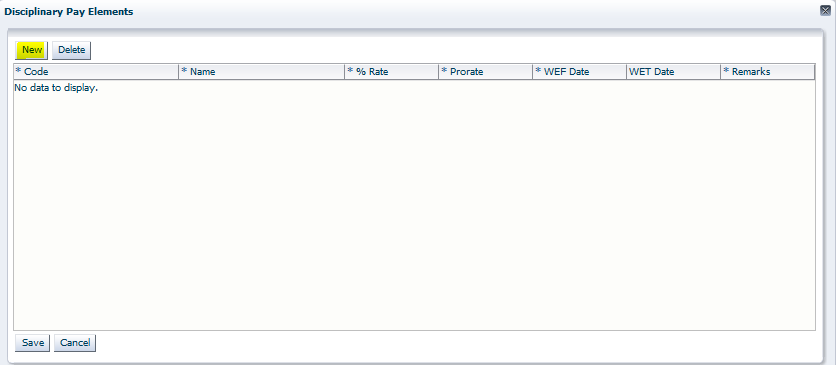 Disciplinary Pay Elements
New Delete
* Code * Name * % Rate * Prorate * WEF Date WET Date * Remarks
No data to display.
Save Cancel